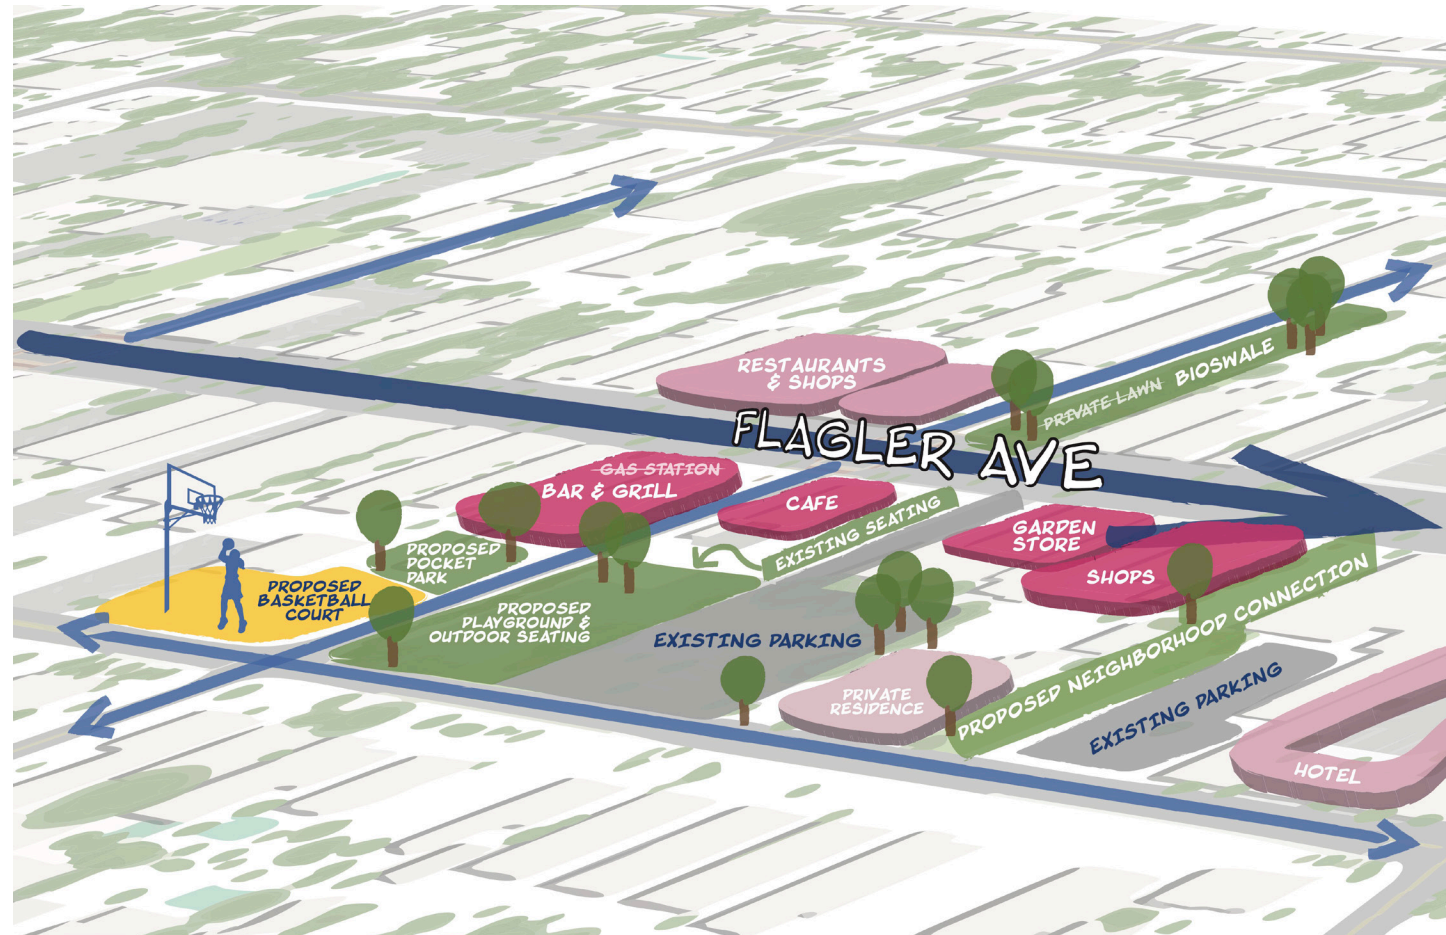 RESTAURANTS
& SHOPS
PRIVATE LAWN BIOSWALE
FLAGLER AVE
GAS STATION
BAR & GRILL
CAFE
EXISTING SEATING
GARDEN
STORE
SHOPS
PROPOSED
POCKET
PARK
PROPOSED
BASKETBALL
COURT
PROPOSED
PLAYGROUND &
OUTDOOR SEATING
EXISTING PARKING
PRIVATE
RESIDENCE
PROPOSED NEIGHBORHOOD CONNECTION
EXISTING PARKING
HOTEL